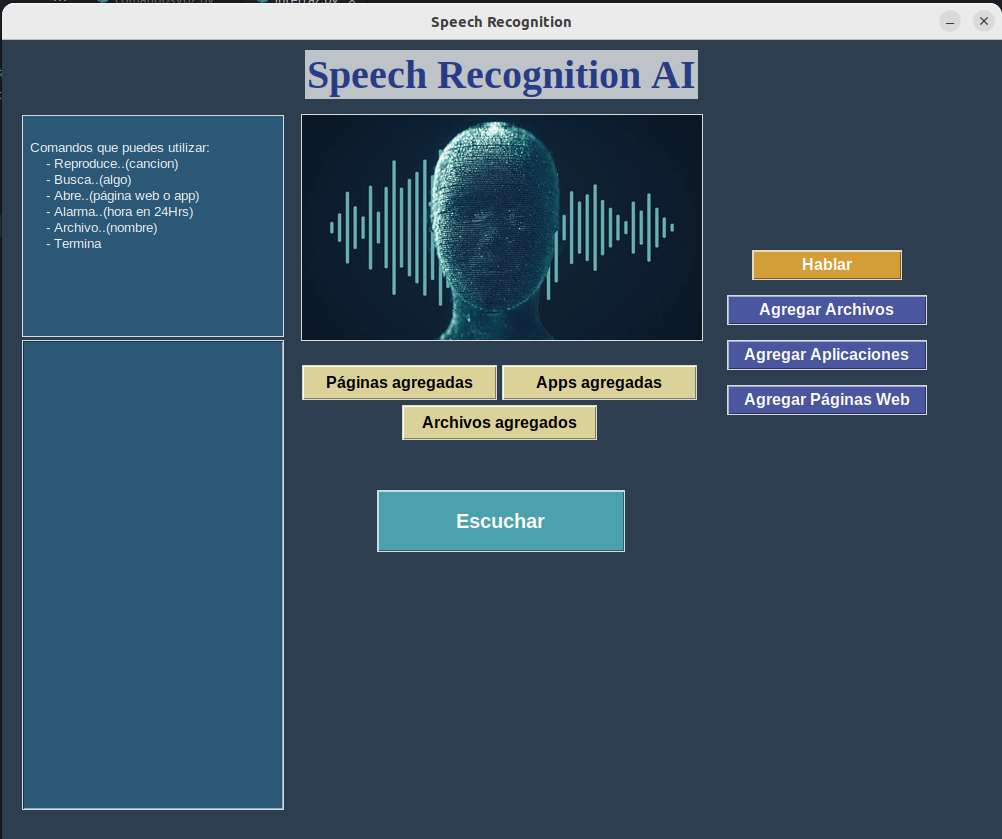 Speech Recognition
Speech Recognition AI
Comandos que puedes utilizar:
- Reproduce..(cancion)
- Busca..(algo)
- Abre..(página web o app)
- Alarma..(hora en 24Hrs)
- Archivo..(nombre)
- Termina
Páginas agregadas
Apps agregadas
Archivos agregados
Escuchar
Hablar
Agregar Archivos
Agregar Aplicaciones
Agregar Páginas Web